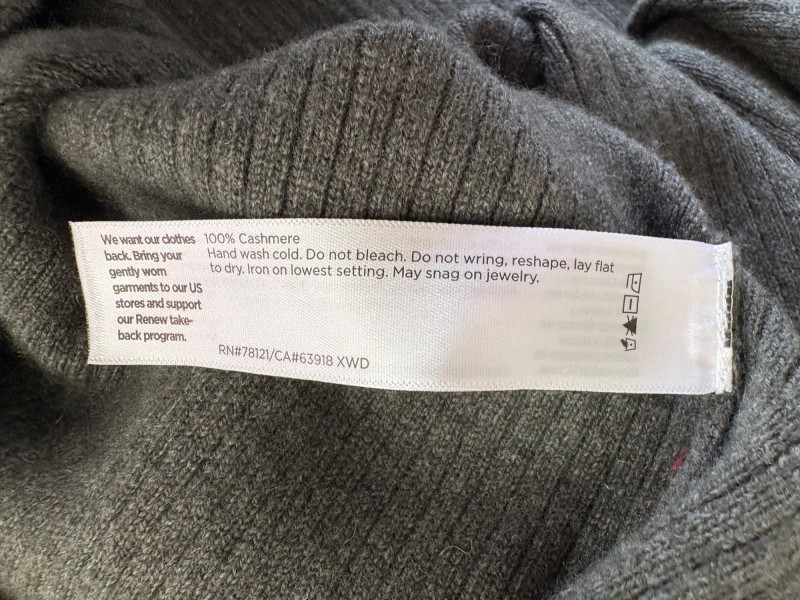 We want our clothes
back. Bring your
gently worn
garments to our US
stores and support
our Renew take-
back program.
100% Cashmere
Hand wash cold. Do not bleach. Do not wring, reshape, lay flat
to dry. Iron on lowest setting. May snag on jewelry.
RN#78121/CA#63918 XWD